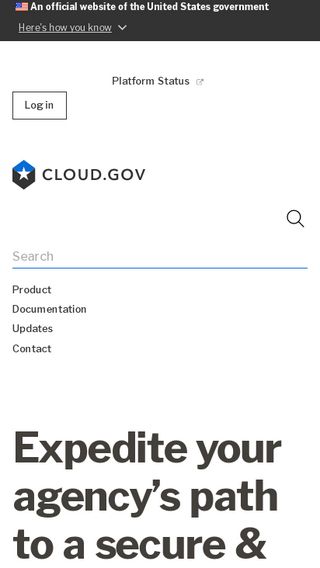 An official website of the United States government
Here's how you know
Platform Status
Log in
CLOUD.GOV
Search
Product
Documentation
Updates
Contact
Expedite your
agency’s path
to a secure &